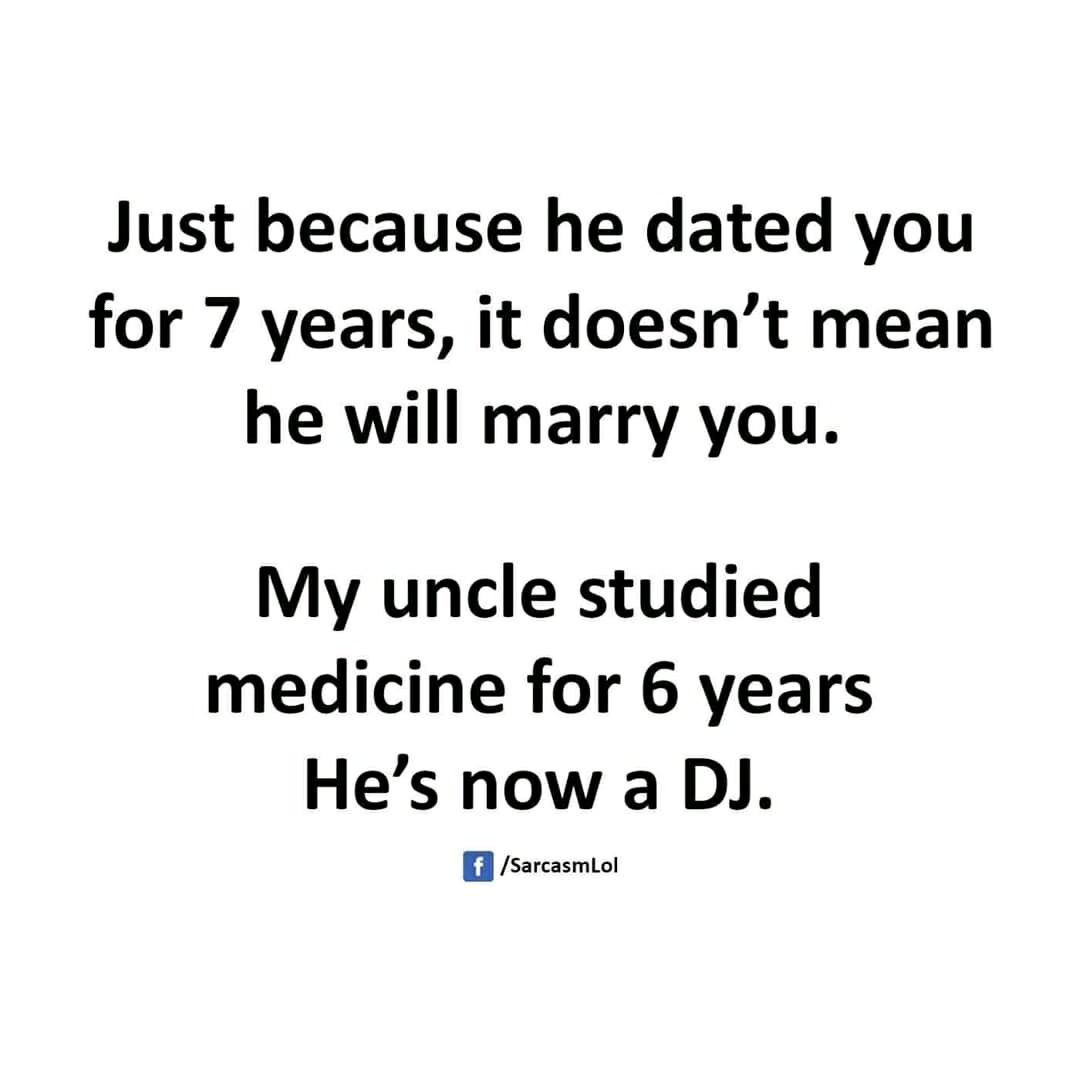 Just because he dated you
for 7 years, it doesn’t mean
he will marry you.
My uncle studied
medicine for 6 years
He’s now a DJ.
f /SarcasmLol